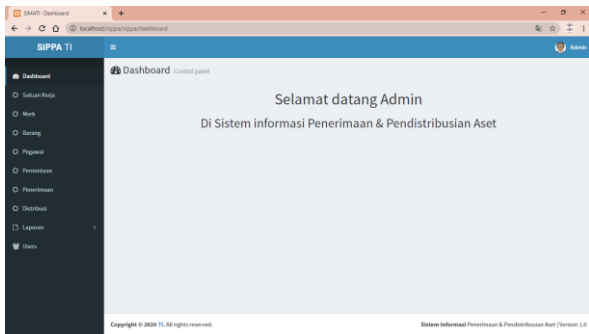 SIMATI - Dashboard
localhost/sippa/sippa/dashboard
SIPPA TI
Admin
Dashboard
Dashboard Control panel
Satuan Kerja
Merk
Barang
Pegawai
Permintaan
Penerimaan
Distribusi
Laporan
Users
Selamat datang Admin
Di Sistem informasi Penerimaan & Pendistribusian Aset
Copyright © 2020 TI. All rights reserved.
Sistem Informasi Penerimaan & Pendistribusian Aset | Version 1.0